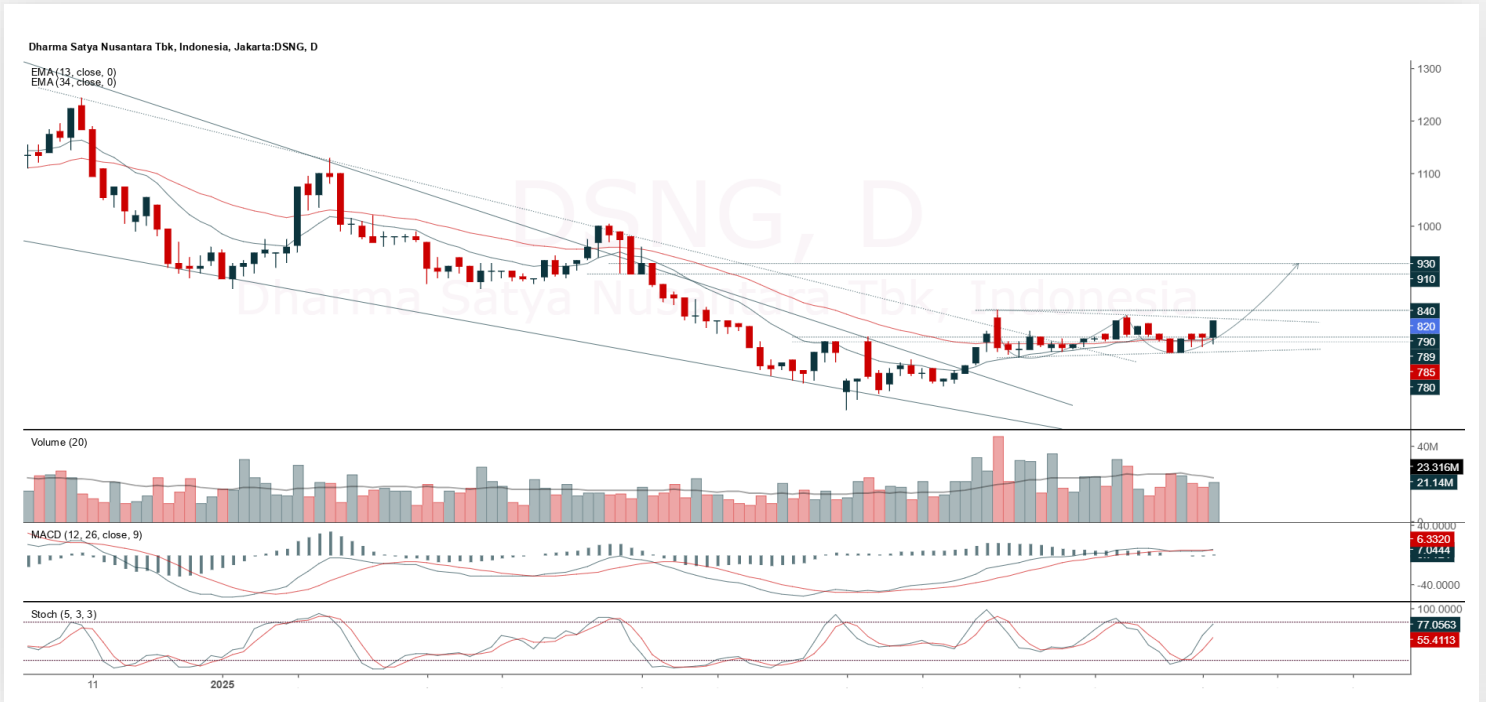 Dharma Satya Nusantara Tbk, Indonesia, Jakarta:DSNG, D
EMA (13, close, 0)
EMA (34, close, 0)
1300
1200
1100
1000
DSNG, D
Dharma Satya Nusantara Tbk, Indonesia
930
910
840
820
790
789
785
780
Volume (20)
40M
23.316M
21.14M
0
MACD (12, 26, close, 9)
40.0000
6.3320
7.0444
-40.0000
Stoch (5, 3, 3)
100.0000
77.0563
55.4113
11
2025